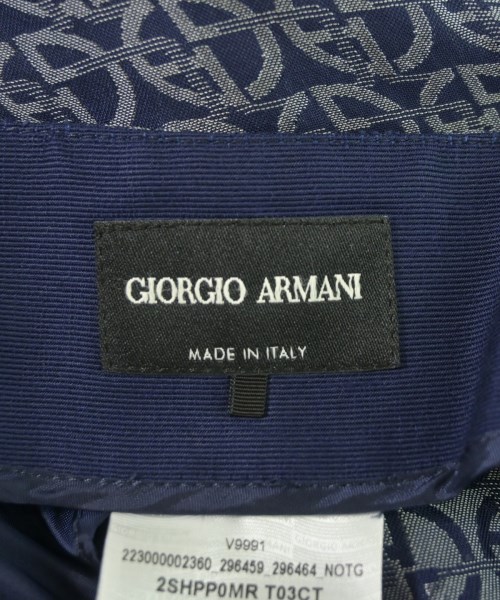 GIORGIO ARMANI
MADE IN ITALY
V9991
223000002360_296459_296464_NOTG
2SHPP0MR T03CT